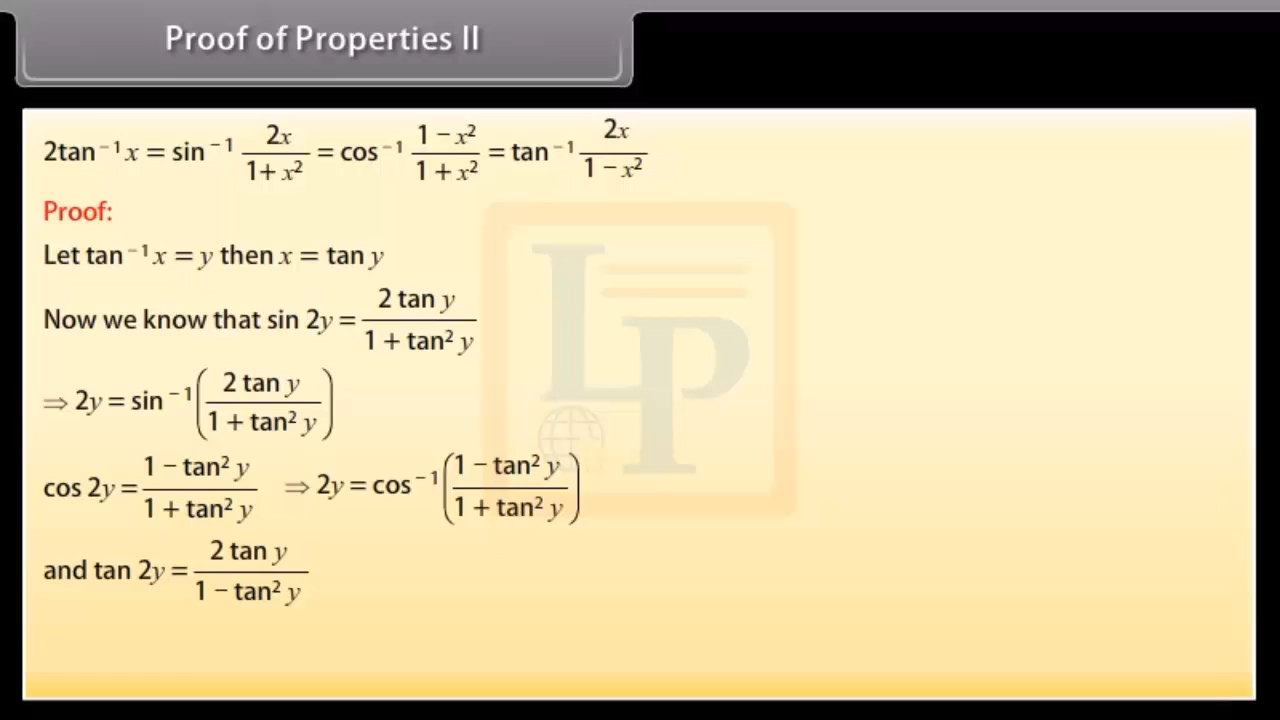 Proof of Properties II
2tan⁻¹x = sin⁻¹ 2x/1+x² = cos⁻¹ 1−x²/1+x² = tan⁻¹ 2x/1−x²
Proof:
Let tan⁻¹x = y then x = tan y
Now we know that sin 2y = 2 tan y/1 + tan² y
⇒ 2y = sin⁻¹(2 tan y/1 + tan² y)
cos 2y = 1 − tan² y/1 + tan² y ⇒ 2y = cos⁻¹(1 − tan² y/1 + tan² y)
and tan 2y = 2 tan y/1 − tan² y
LP